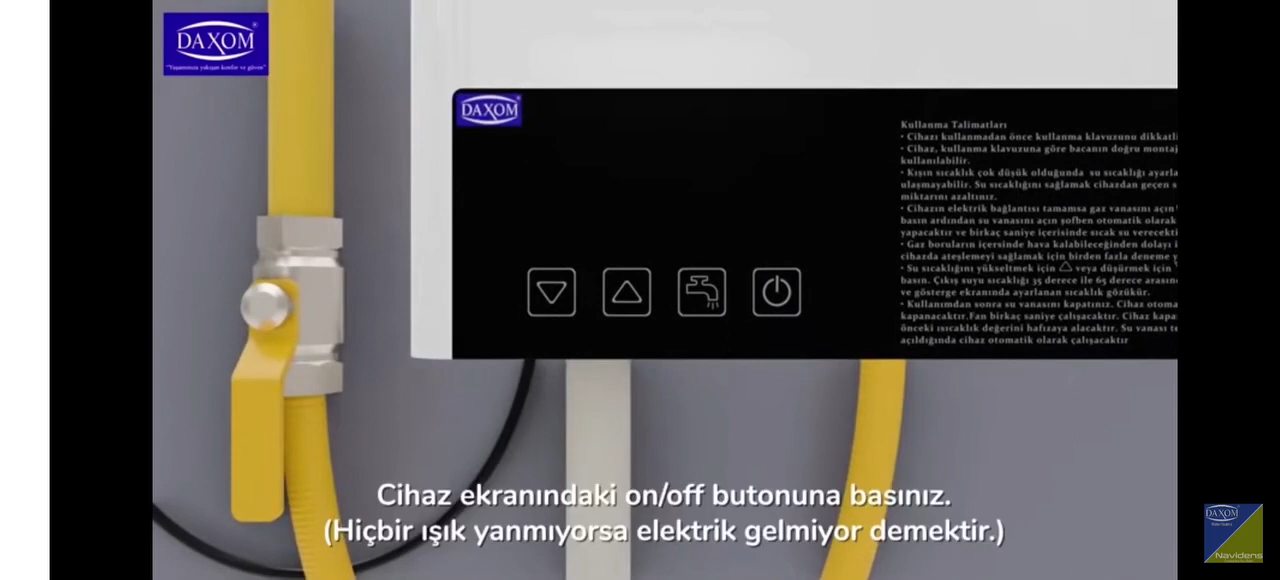 DAXOM
"Yaşamınıza yakışan konfor ve güven"
DAXOM
Kullanma Talimatları
• Cihazı kullanmadan önce kullanma klavuzunu dikkatli
• Cihaz, kullanma klavuzuna göre bacanın doğru montaj
kullanılabilir.
• Kışın sıcaklık çok düşük olduğunda su sıcaklığı ayarla
ulaşmayabilir. Su sıcaklığını sağlamak cihazdan geçen s
miktarını azaltınız.
• Cihazın elektrik bağlantısı tamamsa gaz vanasını açın
basın ardından su vanasını açın şofben otomatik olarak
yapacaktır ve birkaç saniye içerisinde sıcak su verecekti
• Gaz boruların içersinde hava kalabileceğinden dolayı i
cihazda ateşlemeyi sağlamak için birden fazla deneme y
• Su sıcaklığını yükseltmek için △ veya düşürmek için
basın. Çıkış suyu sıcaklığı 35 derece ile 65 derece arasın
ve gösterge ekranında ayarlanan sıcaklık gözükür.
• Kullanımdan sonra su vanasını kapatınız. Cihaz otoma
kapanacaktır.Fan birkaç saniye çalışacaktır. Cihaz kapa
önceki ısıcaklık değerini hafızaya alacaktır. Su vanası te
açıldığında cihaz otomatik olarak çalışacaktır
Cihaz ekranındaki on/off butonuna basınız.
(Hiçbir ışık yanmıyorsa elektrik gelmiyor demektir.)
DAXOM
Navidens